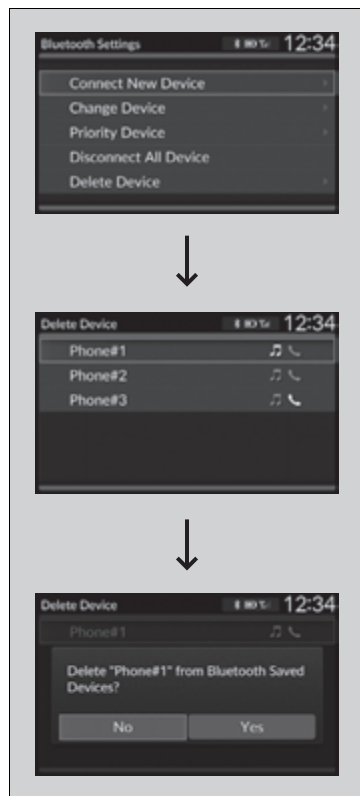 Bluetooth Settings 12:34
Connect New Device
Change Device
Priority Device
Disconnect All Device
Delete Device
Delete Device 12:34
Phone#1
Phone#2
Phone#3
Delete Device 12:34
Phone#1
Delete "Phone#1" from Bluetooth Saved
Devices?
No Yes